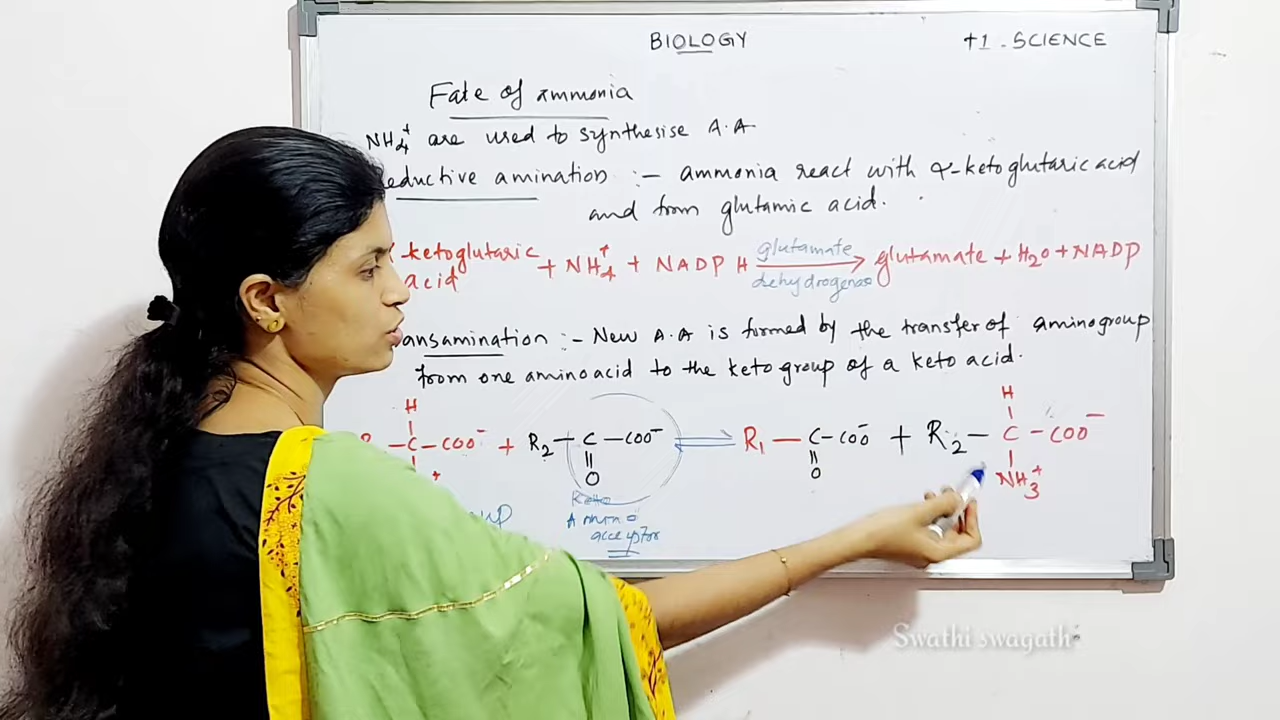 BIOLOGY
+1 - SCIENCE
Fate of ammonia
NH4+ are used to synthesise A.A
eductive amination :- ammonia react with α-ketoglutaric acid
and from glutamic acid.
ketoglutaric acid + NH4+ + NADPH glutamate dehydrogenase → glutamate + H2O + NADP
ansamination :- New A.A is formed by the transfer of aminogroup
from one aminoacid to the keto group of a keto acid.
H
H
C - COO- + R2 - C - COO- ⇌ R1 - C - COO- + R2 - C - COO-
O
O
NH3+
Amino
acceptor
Swathi swagath